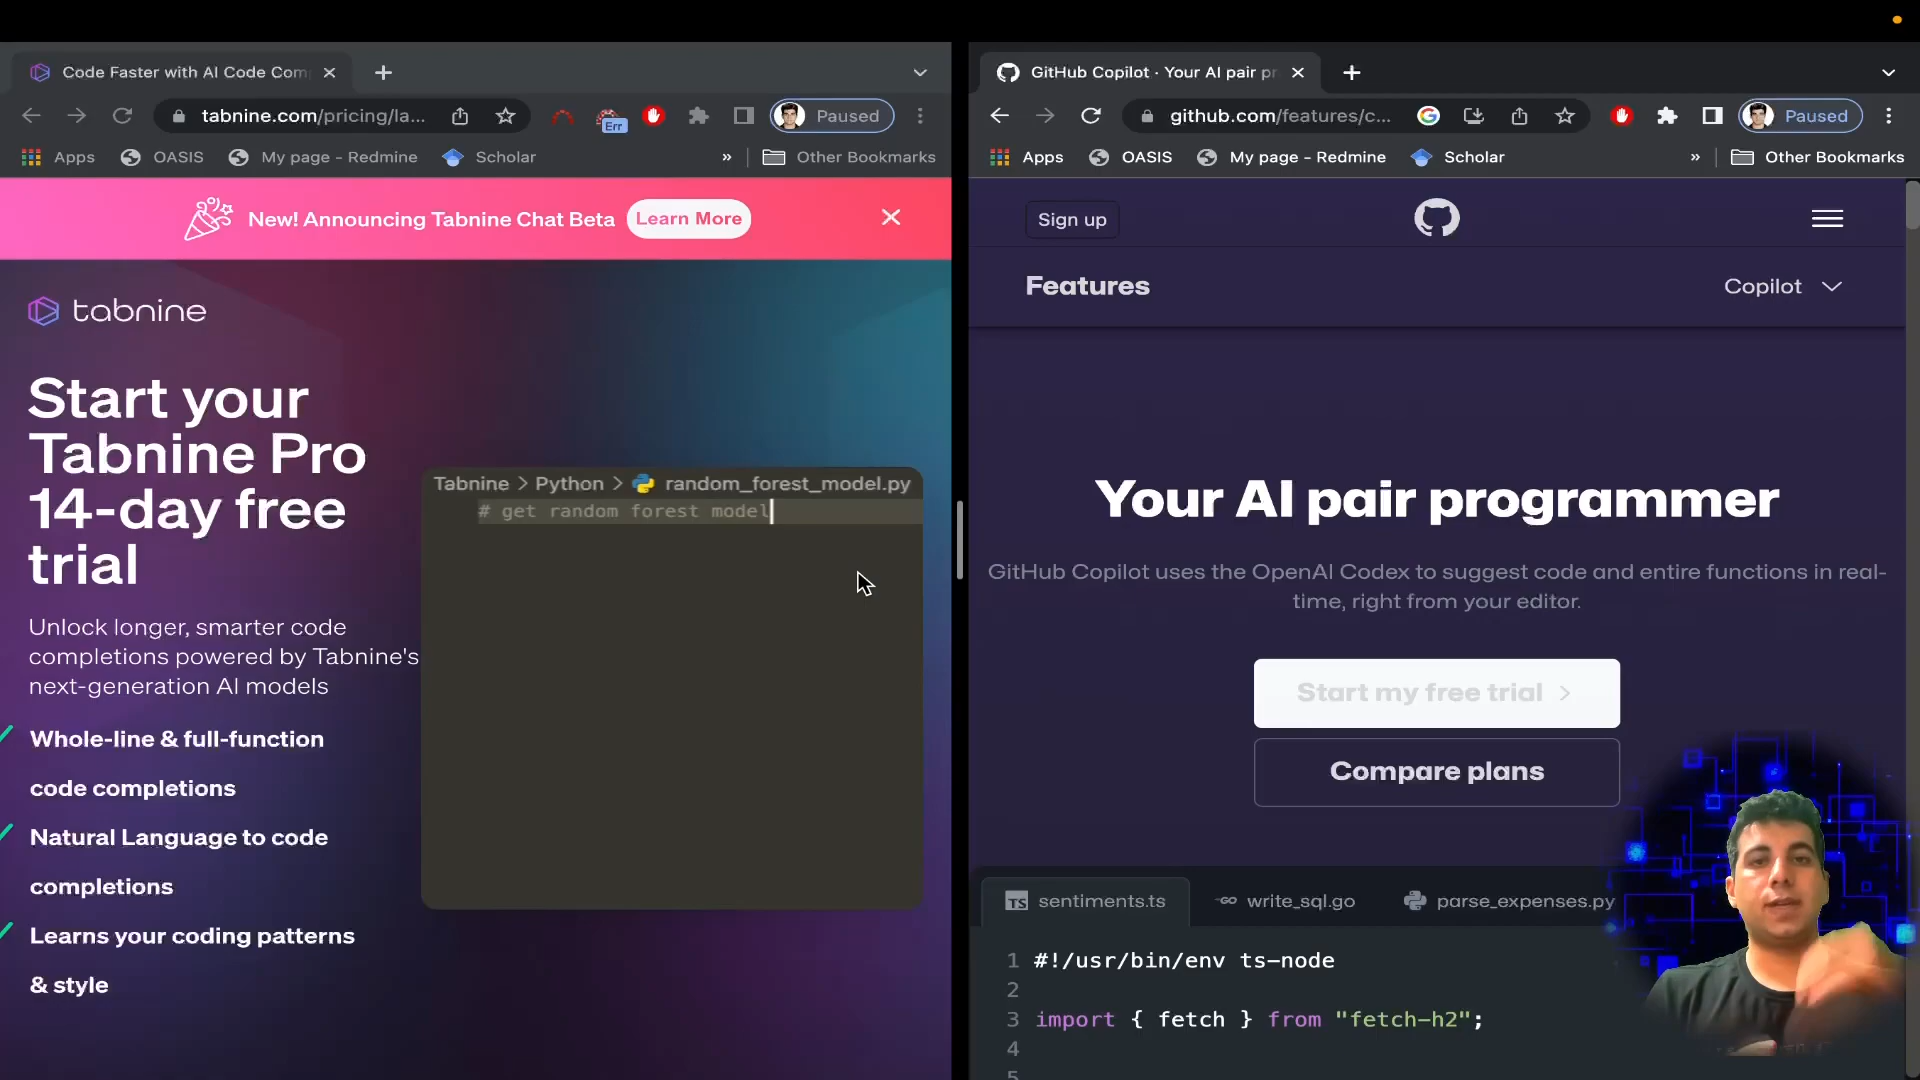 Code Faster with AI Code Com
tabnine.com/pricing/la...
Err
Paused
Apps
OASIS
My page - Redmine
Scholar
»
Other Bookmarks
New! Announcing Tabnine Chat Beta
Learn More
tabnine
Start your
Tabnine Pro
14-day free
trial
Unlock longer, smarter code
completions powered by Tabnine's
next-generation AI models
Whole-line & full-function
code completions
Natural Language to code
completions
Learns your coding patterns
& style
Tabnine > Python > random_forest_model.py
# get random forest model
GitHub Copilot · Your AI pair pr
github.com/features/c...
Paused
Apps
OASIS
My page - Redmine
Scholar
»
Other Bookmarks
Sign up
Features
Copilot
Your AI pair programmer
GitHub Copilot uses the OpenAI Codex to suggest code and entire functions in real-
time, right from your editor.
Start my free trial >
Compare plans
TS sentiments.ts
GO write_sql.go
parse_expenses.py
1 #!/usr/bin/env ts-node
2
3 import { fetch } from "fetch-h2";
4
5